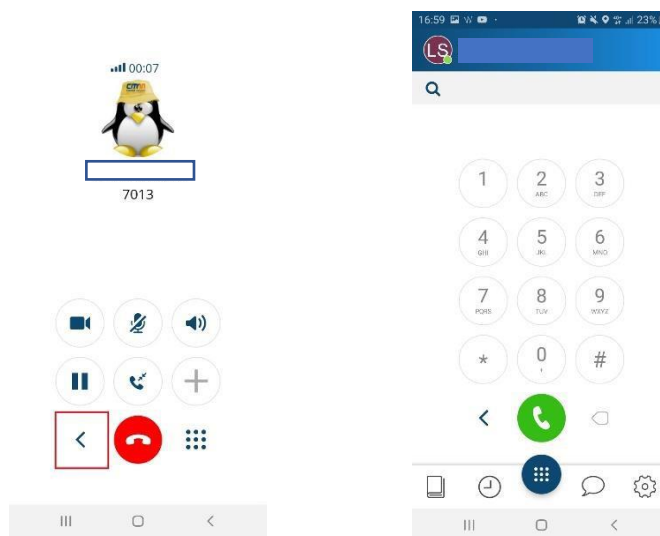 00:07
7013
16:59 W
23%
LS
1 2 3
ABC DEF
4 5 6
GHI JKL MNO
7 8 9
PQRS TUV WXYZ
* 0 #